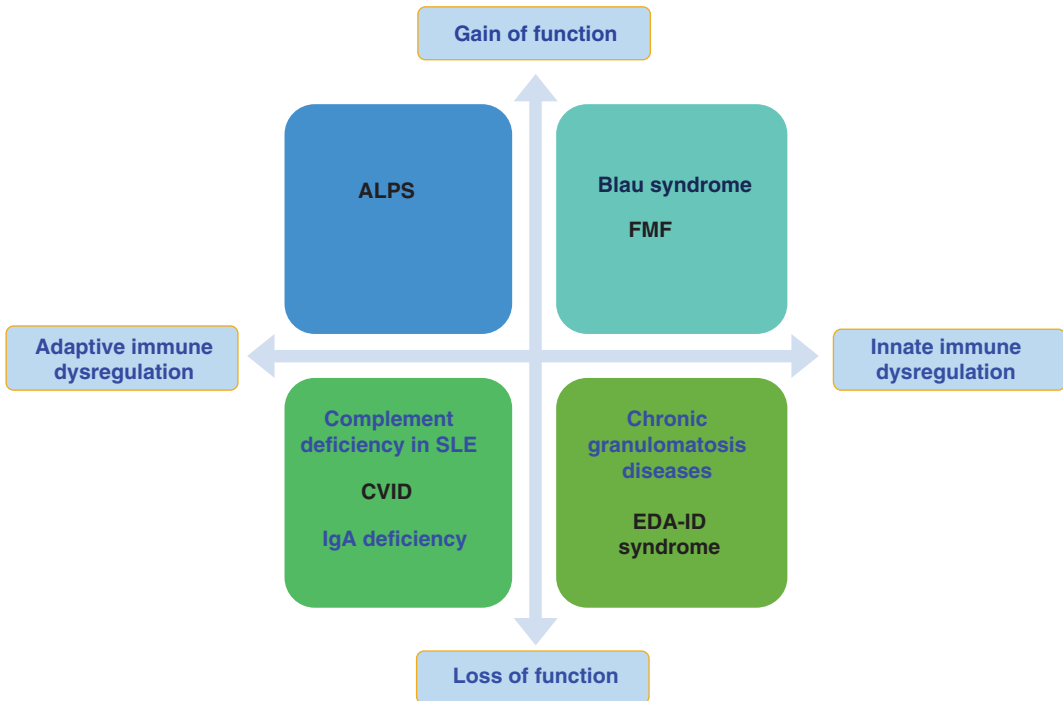 Gain of function
ALPS
Blau syndrome
FMF
Adaptive immune
dysregulation
Innate immune
dysregulation
Complement
deficiency in SLE
CVID
IgA deficiency
Chronic
granulomatosis
diseases
EDA-ID
syndrome
Loss of function